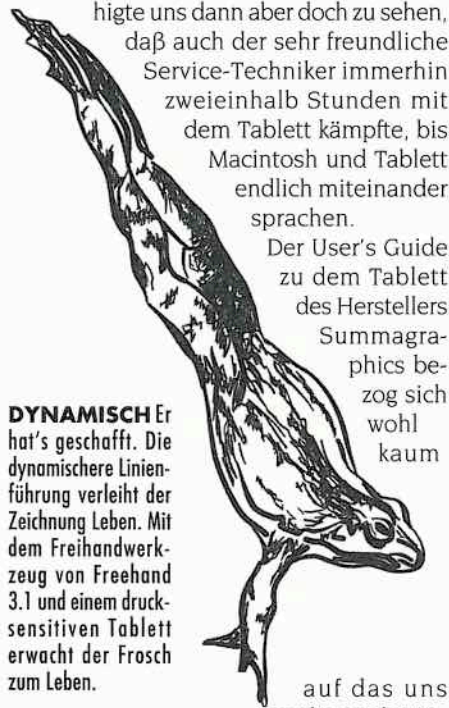 higte uns dann aber doch zu sehen,
daß auch der sehr freundliche
Service-Techniker immerhin
zweieinhalb Stunden mit
dem Tablett kämpfte, bis
Macintosh und Tablett
endlich miteinander
sprachen.
Der User's Guide
zu dem Tablett
des Herstellers
Summagra-
phics be-
zog sich
wohl
kaum
auf das uns
DYNAMISCH Er
hat's geschafft. Die
dynamischere Linien-
führung verleiht der
Zeichnung Leben. Mit
dem Freihandwerk-
zeug von Freehand
3.1 und einem druck-
sensitiven Tablett
erwacht der Frosch
zum Leben.